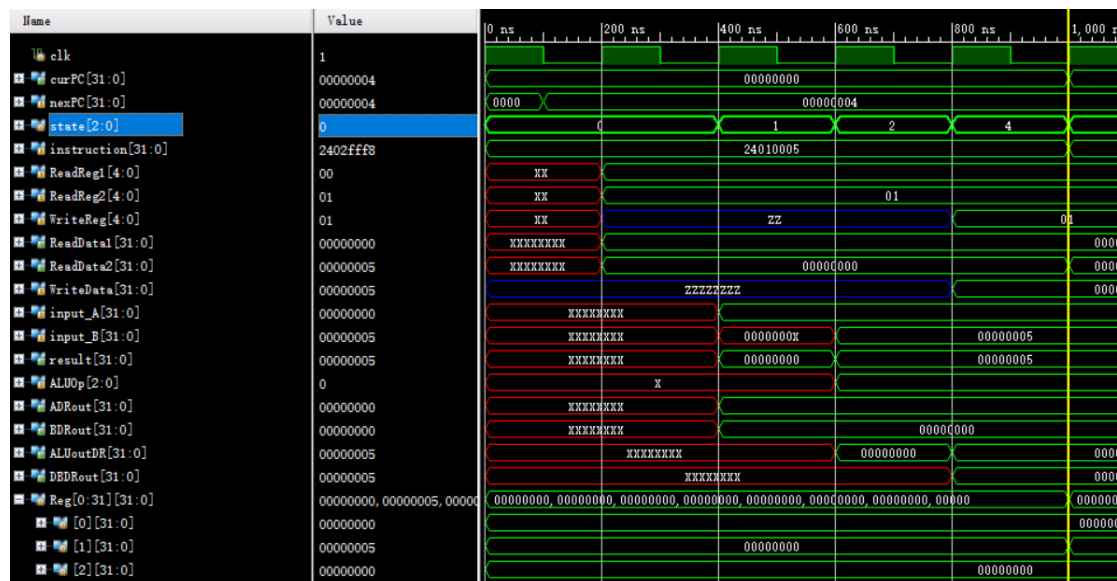 Name Value 0 ns 200 ns 400 ns 600 ns 800 ns 1,000 n
clk 1
curPC[31:0] 00000004 00000000
nexPC[31:0] 00000004 0000 00000004
state[2:0] 0 0 1 2 4
instruction[31:0] 2402fff8 24010005
ReadReg1[4:0] 00 XX
ReadReg2[4:0] 01 XX 01
WriteReg[4:0] 01 XX ZZ 01
ReadData1[31:0] 00000000 XXXXXXXX 0000
ReadData2[31:0] 00000005 XXXXXXXX 00000000 0000
WriteData[31:0] 00000005 ZZZZZZZZ 0000
input_A[31:0] 00000000 XXXXXXXX
input_B[31:0] 00000005 XXXXXXXX 0000000X 00000005
result[31:0] 00000005 XXXXXXXX 00000000 00000005
ALUOp[2:0] 0 X
ADRout[31:0] 00000000 XXXXXXXX
BDRout[31:0] 00000000 XXXXXXXX 00000000
ALUoutDR[31:0] 00000005 XXXXXXXX 00000000 0000
DBDRout[31:0] 00000005 XXXXXXXX 0000
Reg[0:31][31:0] 00000000,00000005,00000 00000000,00000000,00000000,00000000,00000000,00000000,00000000,00000 000000
[0][31:0] 00000000 000000
[1][31:0] 00000005 00000000
[2][31:0] 00000000 00000000